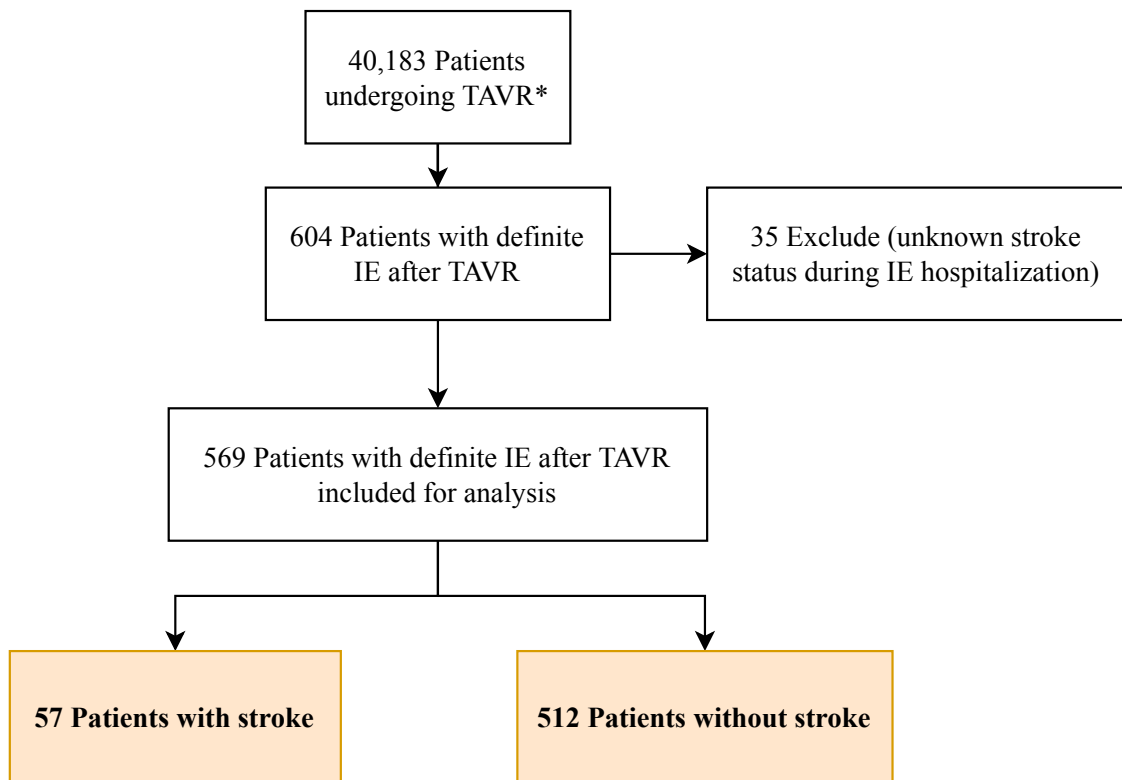 40,183 Patients
undergoing TAVR*
604 Patients with definite
IE after TAVR
35 Exclude (unknown stroke
status during IE hospitalization)
569 Patients with definite IE after TAVR
included for analysis
57 Patients with stroke
512 Patients without stroke